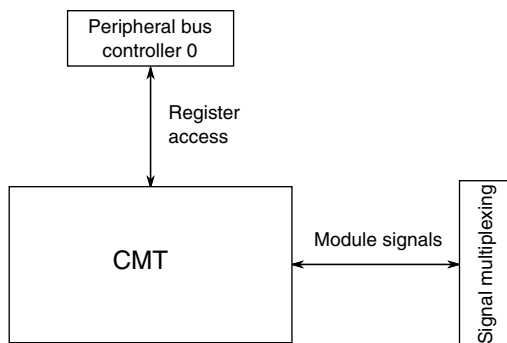 Peripheral bus
controller 0
Register
access
CMT
Module signals
Signal multiplexing